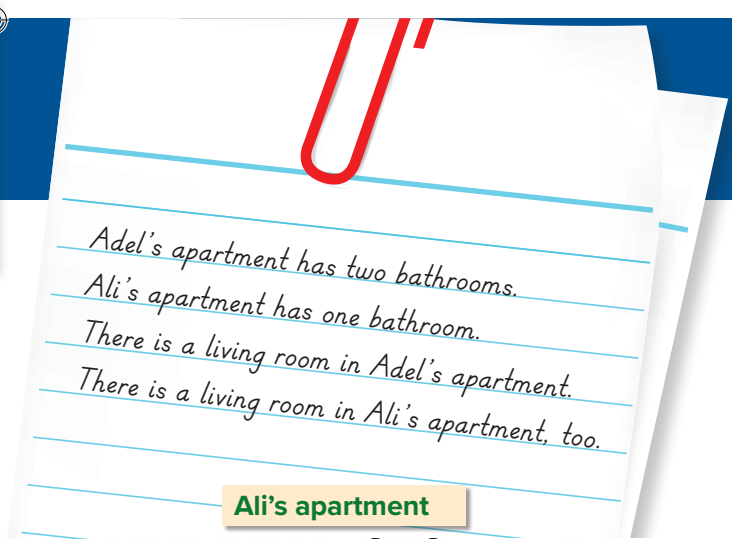 Adel's apartment has two bathrooms.
Ali's apartment has one bathroom.
There is a living room in Adel's apartment.
There is a living room in Ali's apartment, too.
Ali's apartment